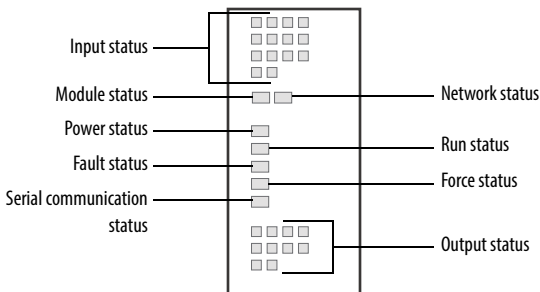 Input status
Module status
Power status
Fault status
Serial communication
status
Network status
Run status
Force status
Output status